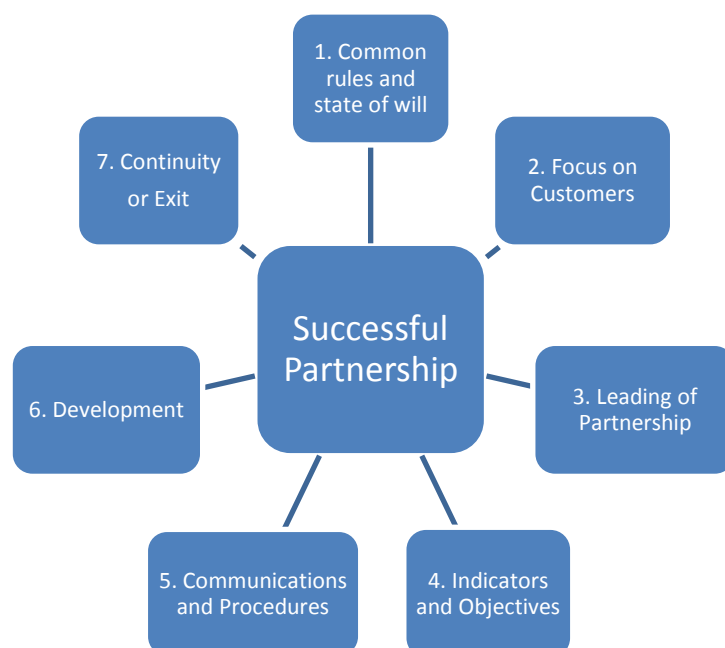 1. Common
rules and
state of will
2. Focus on
Customers
3. Leading of
Partnership
4. Indicators
and Objectives
5. Communications
and Procedures
6. Development
7. Continuity
or Exit
Successful
Partnership